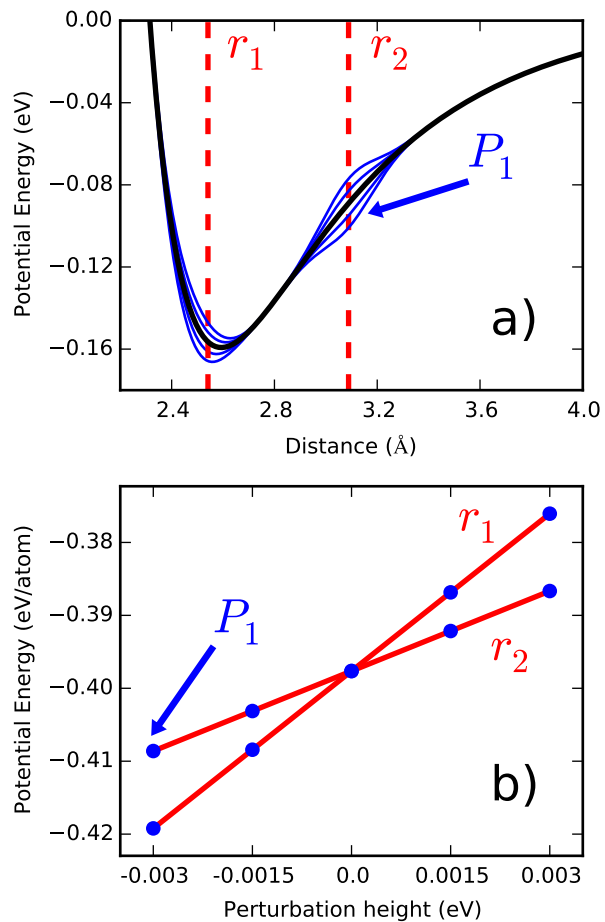 0.00
−0.04
−0.08
−0.12
−0.16
Potential Energy (eV)
r1
r2
P1
a)
2.4
2.8
3.2
3.6
4.0
Distance (Å)
−0.38
−0.39
−0.40
−0.41
−0.42
Potential Energy (eV/atom)
r1
P1
r2
b)
-0.003
-0.0015
0.0
0.0015
0.003
Perturbation height (eV)